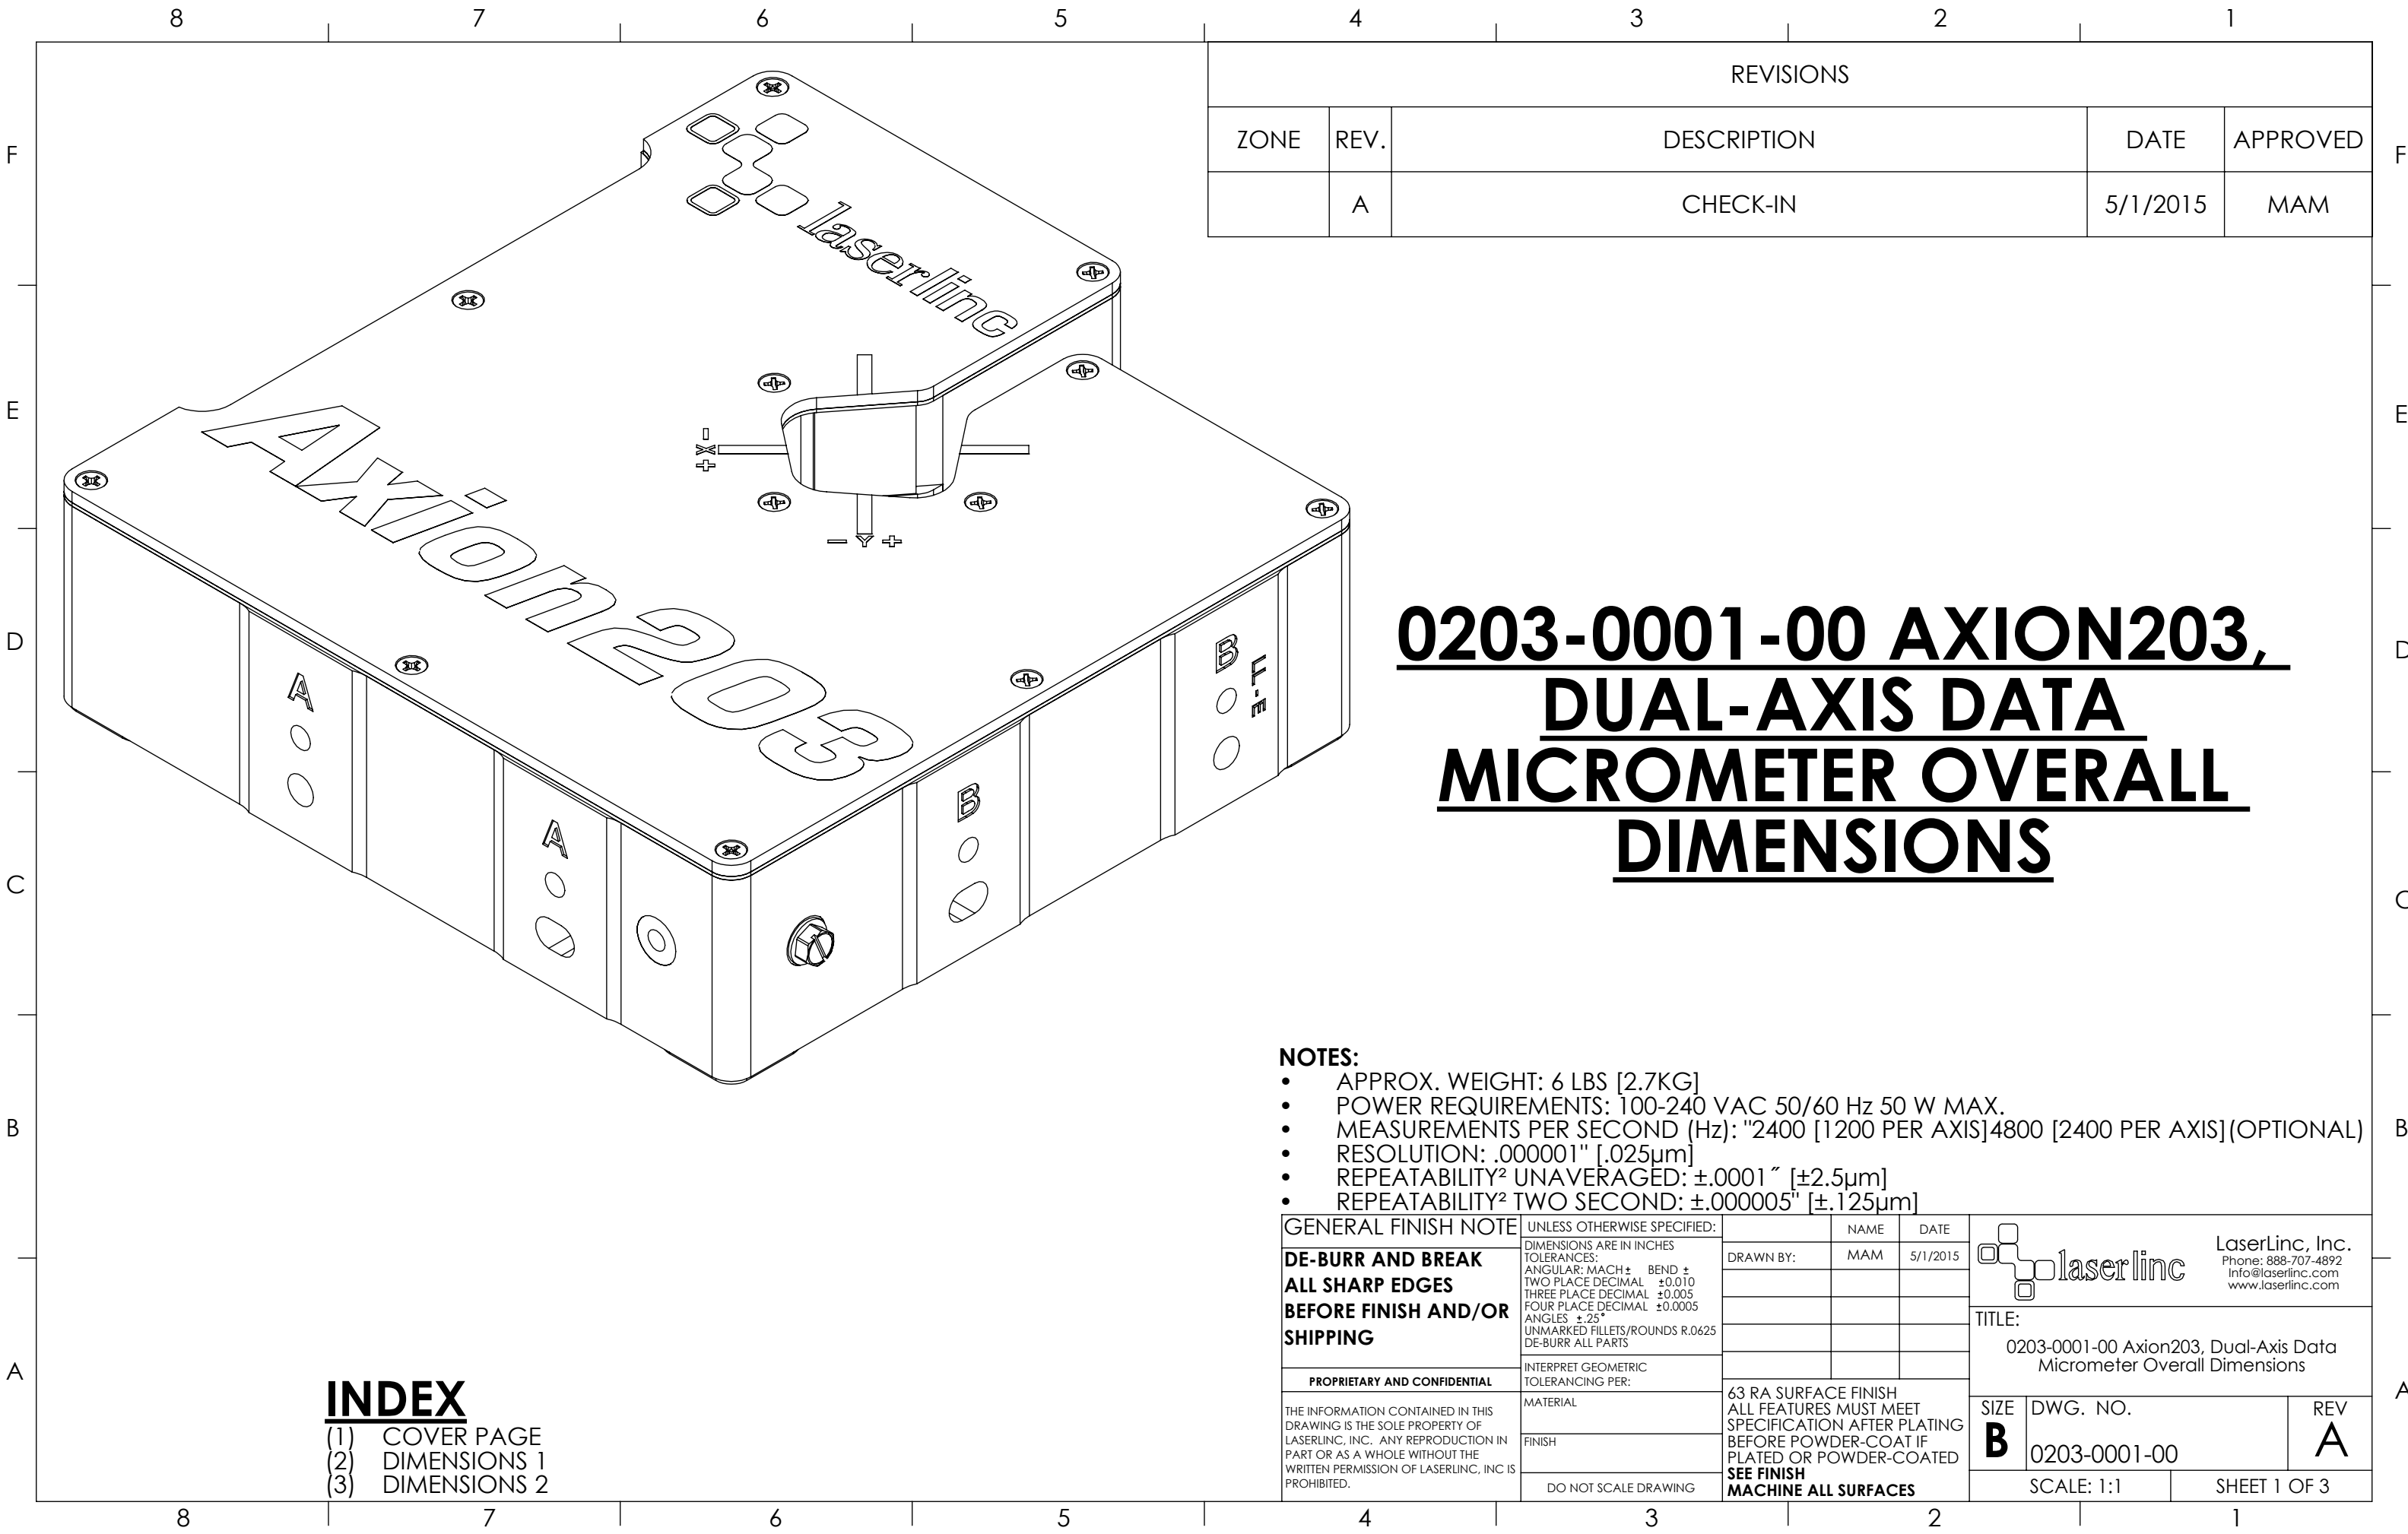 8 7 6 5 4 3 2 1
REVISIONS
ZONE REV. DESCRIPTION DATE APPROVED
A CHECK-IN 5/1/2015 MAM
F F
E E
D D
C C
B B
A A
laserlinc
- X +
- Y +
Axion203
A
A
B
B
0203-0001-00 AXION203,
DUAL-AXIS DATA
MICROMETER OVERALL
DIMENSIONS
NOTES:
• APPROX. WEIGHT: 6 LBS [2.7KG]
• POWER REQUIREMENTS: 100-240 VAC 50/60 Hz 50 W MAX.
• MEASUREMENTS PER SECOND (Hz): "2400 [1200 PER AXIS]4800 [2400 PER AXIS](OPTIONAL)
• RESOLUTION: .000001" [.025µm]
• REPEATABILITY² UNAVERAGED: ±.0001˝ [±2.5µm]
• REPEATABILITY² TWO SECOND: ±.000005" [±.125µm]
GENERAL FINISH NOTE
DE-BURR AND BREAK
ALL SHARP EDGES
BEFORE FINISH AND/OR
SHIPPING
PROPRIETARY AND CONFIDENTIAL
THE INFORMATION CONTAINED IN THIS
DRAWING IS THE SOLE PROPERTY OF
LASERLINC, INC. ANY REPRODUCTION IN
PART OR AS A WHOLE WITHOUT THE
WRITTEN PERMISSION OF LASERLINC, INC IS
PROHIBITED.
UNLESS OTHERWISE SPECIFIED:
DIMENSIONS ARE IN INCHES
TOLERANCES:
ANGULAR: MACH± BEND ±
TWO PLACE DECIMAL ±0.010
THREE PLACE DECIMAL ±0.005
FOUR PLACE DECIMAL ±0.0005
ANGLES ±.25°
UNMARKED FILLETS/ROUNDS R.0625
DE-BURR ALL PARTS
INTERPRET GEOMETRIC
TOLERANCING PER:
MATERIAL
FINISH
DO NOT SCALE DRAWING
NAME DATE
DRAWN BY: MAM 5/1/2015
63 RA SURFACE FINISH
ALL FEATURES MUST MEET
SPECIFICATION AFTER PLATING
BEFORE POWDER-COAT IF
PLATED OR POWDER-COATED
SEE FINISH
MACHINE ALL SURFACES
laserlinc
LaserLinc, Inc.
Phone: 888-707-4892
Info@laserlinc.com
www.laserlinc.com
TITLE:
0203-0001-00 Axion203, Dual-Axis Data
Micrometer Overall Dimensions
SIZE DWG. NO. REV
B 0203-0001-00 A
SCALE: 1:1 SHEET 1 OF 3
INDEX
(1) COVER PAGE
(2) DIMENSIONS 1
(3) DIMENSIONS 2
8 7 6 5 4 3 2 1